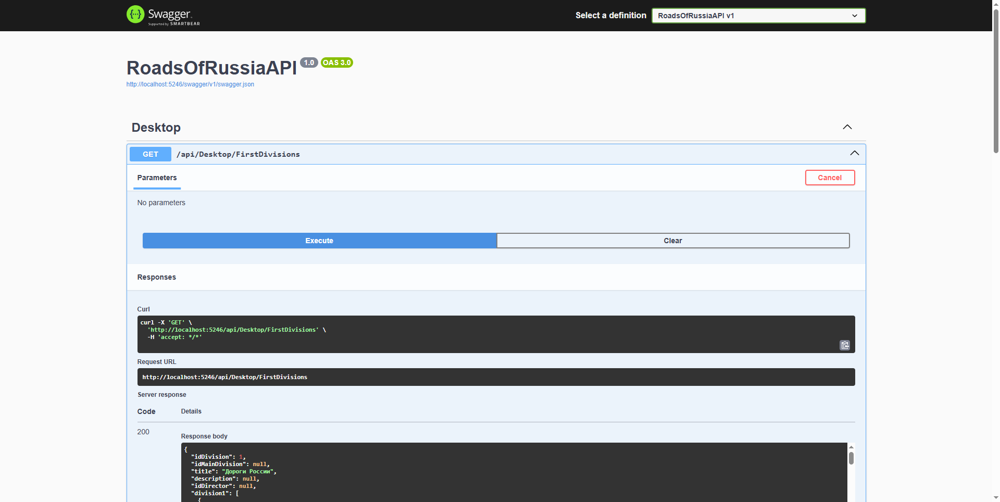 Swagger
Supported by SMARTBEAR
Select a definition
RoadsOfRussiaAPI v1
RoadsOfRussiaAPI 1.0 OAS 3.0
http://localhost:5246/swagger/v1/swagger.json
Desktop
GET /api/Desktop/FirstDivisions
Parameters
Cancel
No parameters
Execute
Clear
Responses
Curl
curl -X 'GET' \
'http://localhost:5246/api/Desktop/FirstDivisions' \
-H 'accept: */*'
Request URL
http://localhost:5246/api/Desktop/FirstDivisions
Server response
Code Details
200
Response body
{
"idDivision": 1,
"idMainDivision": null,
"title": "Дороги России",
"description": null,
"idDirector": null,
"division1": [
{